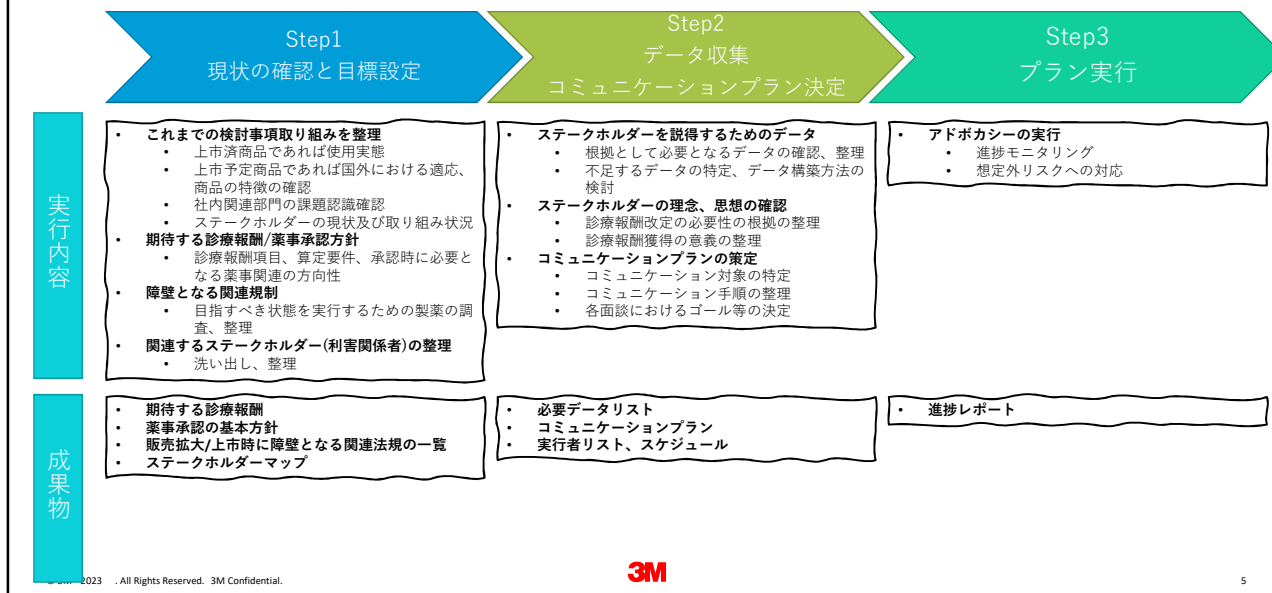 Step1
現状の確認と目標設定
Step2
データ収集
コミュニケーションプラン決定
Step3
プラン実行
実行内容
• これまでの検討事項取り組みを整理
• 上市済商品であれば使用実態
• 上市予定商品であれば国外における適応、
商品の特徴の確認
• 社内関連部門の課題認識確認
• ステークホルダーの現状及び取り組み状況
• 期待する診療報酬/薬事承認方針
• 診療報酬項目、算定要件、承認時に必要と
なる薬事関連の方向性
• 障壁となる関連規制
• 目指すべき状態を実行するための製薬の調
査、整理
• 関連するステークホルダー(利害関係者)の整理
• 洗い出し、整理
• ステークホルダーを説得するためのデータ
• 根拠として必要となるデータの確認、整理
• 不足するデータの特定、データ構築方法の
検討
• ステークホルダーの理念、思想の確認
• 診療報酬改定の必要性の根拠の整理
• 診療報酬獲得の意義の整理
• コミュニケーションプランの策定
• コミュニケーション対象の特定
• コミュニケーション手順の整理
• 各面談におけるゴール等の決定
• アドボカシーの実行
• 進捗モニタリング
• 想定外リスクへの対応
成果物
• 期待する診療報酬
• 薬事承認の基本方針
• 販売拡大/上市時に障壁となる関連法規の一覧
• ステークホルダーマップ
• 必要データリスト
• コミュニケーションプラン
• 実行者リスト、スケジュール
• 進捗レポート
2023 . All Rights Reserved. 3M Confidential.
3M
5